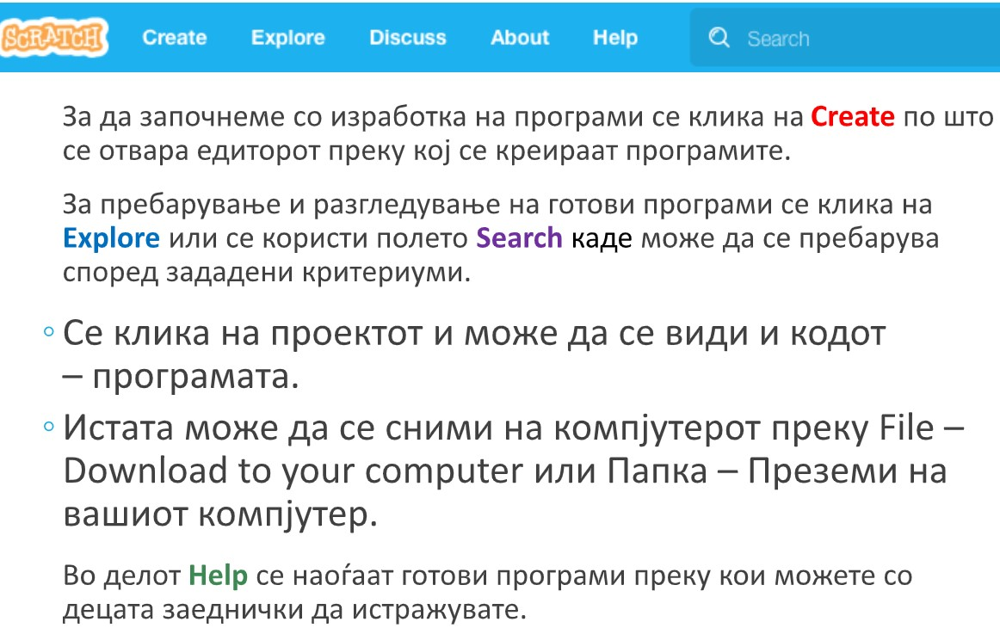 SCRATCH Create Explore Discuss About Help Search
За да започнеме со изработка на програми се клика на Create по што
се отвара едиторот преку кој се креираат програмите.
За пребарување и разгледување на готови програми се клика на
Explore или се користи полето Search каде може да се пребарува
според зададени критериуми.
◦ Се клика на проектот и може да се види и кодот
– програмата.
◦ Истата може да се сними на компјутерот преку File –
Download to your computer или Папка – Преземи на
вашиот компјутер.
Во делот Help се наоѓаат готови програми преку кои можете со
децата заеднички да истражувате.